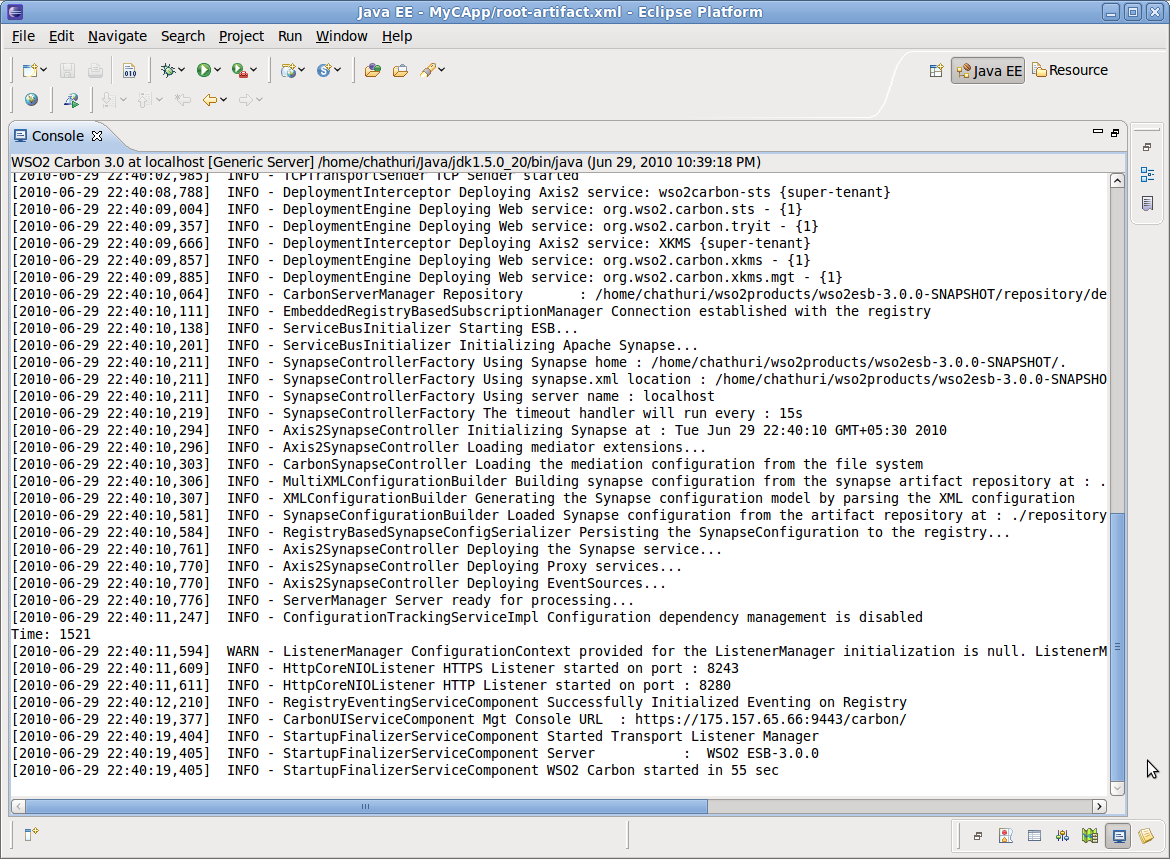 Java EE - MyCApp/root-artifact.xml - Eclipse Platform
File Edit Navigate Search Project Run Window Help
Java EE Resource
Console
WSO2 Carbon 3.0 at localhost [Generic Server] /home/chathuri/Java/jdk1.5.0_20/bin/java (Jun 29, 2010 10:39:18 PM)
[2010-06-29 22:40:02,985]  INFO - TCPTransportSender TCP Sender started
[2010-06-29 22:40:08,788]  INFO - DeploymentInterceptor Deploying Axis2 service: wso2carbon-sts {super-tenant}
[2010-06-29 22:40:09,004]  INFO - DeploymentEngine Deploying Web service: org.wso2.carbon.sts - {1}
[2010-06-29 22:40:09,357]  INFO - DeploymentEngine Deploying Web service: org.wso2.carbon.tryit - {1}
[2010-06-29 22:40:09,666]  INFO - DeploymentInterceptor Deploying Axis2 service: XKMS {super-tenant}
[2010-06-29 22:40:09,857]  INFO - DeploymentEngine Deploying Web service: org.wso2.carbon.xkms - {1}
[2010-06-29 22:40:09,885]  INFO - DeploymentEngine Deploying Web service: org.wso2.carbon.xkms.mgt - {1}
[2010-06-29 22:40:10,064]  INFO - CarbonServerManager Repository       : /home/chathuri/wso2products/wso2esb-3.0.0-SNAPSHOT/repository/de
[2010-06-29 22:40:10,111]  INFO - EmbeddedRegistryBasedSubscriptionManager Connection established with the registry
[2010-06-29 22:40:10,138]  INFO - ServiceBusInitializer Starting ESB...
[2010-06-29 22:40:10,201]  INFO - ServiceBusInitializer Initializing Apache Synapse...
[2010-06-29 22:40:10,211]  INFO - SynapseControllerFactory Using Synapse home : /home/chathuri/wso2products/wso2esb-3.0.0-SNAPSHOT/.
[2010-06-29 22:40:10,211]  INFO - SynapseControllerFactory Using synapse.xml location : /home/chathuri/wso2products/wso2esb-3.0.0-SNAPSHO
[2010-06-29 22:40:10,211]  INFO - SynapseControllerFactory Using server name : localhost
[2010-06-29 22:40:10,219]  INFO - SynapseControllerFactory The timeout handler will run every : 15s
[2010-06-29 22:40:10,294]  INFO - Axis2SynapseController Initializing Synapse at : Tue Jun 29 22:40:10 GMT+05:30 2010
[2010-06-29 22:40:10,296]  INFO - Axis2SynapseController Loading mediator extensions...
[2010-06-29 22:40:10,303]  INFO - CarbonSynapseController Loading the mediation configuration from the file system
[2010-06-29 22:40:10,306]  INFO - MultiXMLConfigurationBuilder Building synapse configuration from the synapse artifact repository at : .
[2010-06-29 22:40:10,307]  INFO - XMLConfigurationBuilder Generating the Synapse configuration model by parsing the XML configuration
[2010-06-29 22:40:10,581]  INFO - SynapseConfigurationBuilder Loaded Synapse configuration from the artifact repository at : ./repository
[2010-06-29 22:40:10,584]  INFO - RegistryBasedSynapseConfigSerializer Persisting the SynapseConfiguration to the registry...
[2010-06-29 22:40:10,761]  INFO - Axis2SynapseController Deploying the Synapse service...
[2010-06-29 22:40:10,770]  INFO - Axis2SynapseController Deploying Proxy services...
[2010-06-29 22:40:10,770]  INFO - Axis2SynapseController Deploying EventSources...
[2010-06-29 22:40:10,776]  INFO - ServerManager Server ready for processing...
[2010-06-29 22:40:11,247]  INFO - ConfigurationTrackingServiceImpl Configuration dependency management is disabled
Time: 1521
[2010-06-29 22:40:11,594]  WARN - ListenerManager ConfigurationContext provided for the ListenerManager initialization is null. ListenerM
[2010-06-29 22:40:11,609]  INFO - HttpCoreNIOListener HTTPS Listener started on port : 8243
[2010-06-29 22:40:11,611]  INFO - HttpCoreNIOListener HTTP Listener started on port : 8280
[2010-06-29 22:40:12,210]  INFO - RegistryEventingServiceComponent Successfully Initialized Eventing on Registry
[2010-06-29 22:40:19,377]  INFO - CarbonUIServiceComponent Mgt Console URL  : https://175.157.65.66:9443/carbon/
[2010-06-29 22:40:19,404]  INFO - StartupFinalizerServiceComponent Started Transport Listener Manager
[2010-06-29 22:40:19,405]  INFO - StartupFinalizerServiceComponent Server           :  WSO2 ESB-3.0.0
[2010-06-29 22:40:19,405]  INFO - StartupFinalizerServiceComponent WSO2 Carbon started in 55 sec